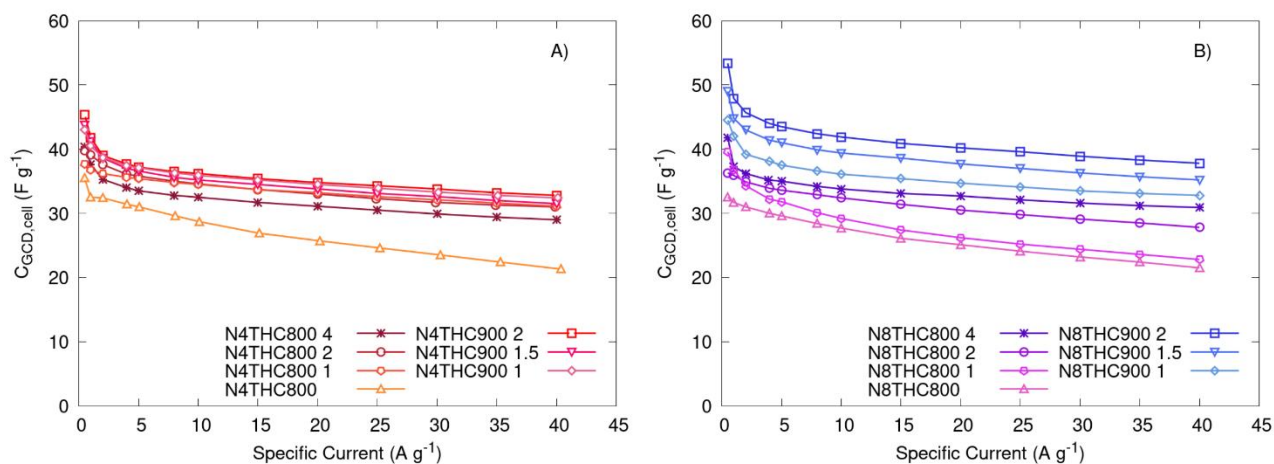 A)
C_GCD,cell (F g⁻¹)
60
50
40
30
20
10
0
N4THC800 4
N4THC900 2
N4THC800 2
N4THC900 1.5
N4THC800 1
N4THC900 1
N4THC800
0 5 10 15 20 25 30 35 40 45
Specific Current (A g⁻¹)
B)
C_GCD,cell (F g⁻¹)
60
50
40
30
20
10
0
N8THC800 4
N8THC900 2
N8THC800 2
N8THC900 1.5
N8THC800 1
N8THC900 1
N8THC800
0 5 10 15 20 25 30 35 40 45
Specific Current (A g⁻¹)